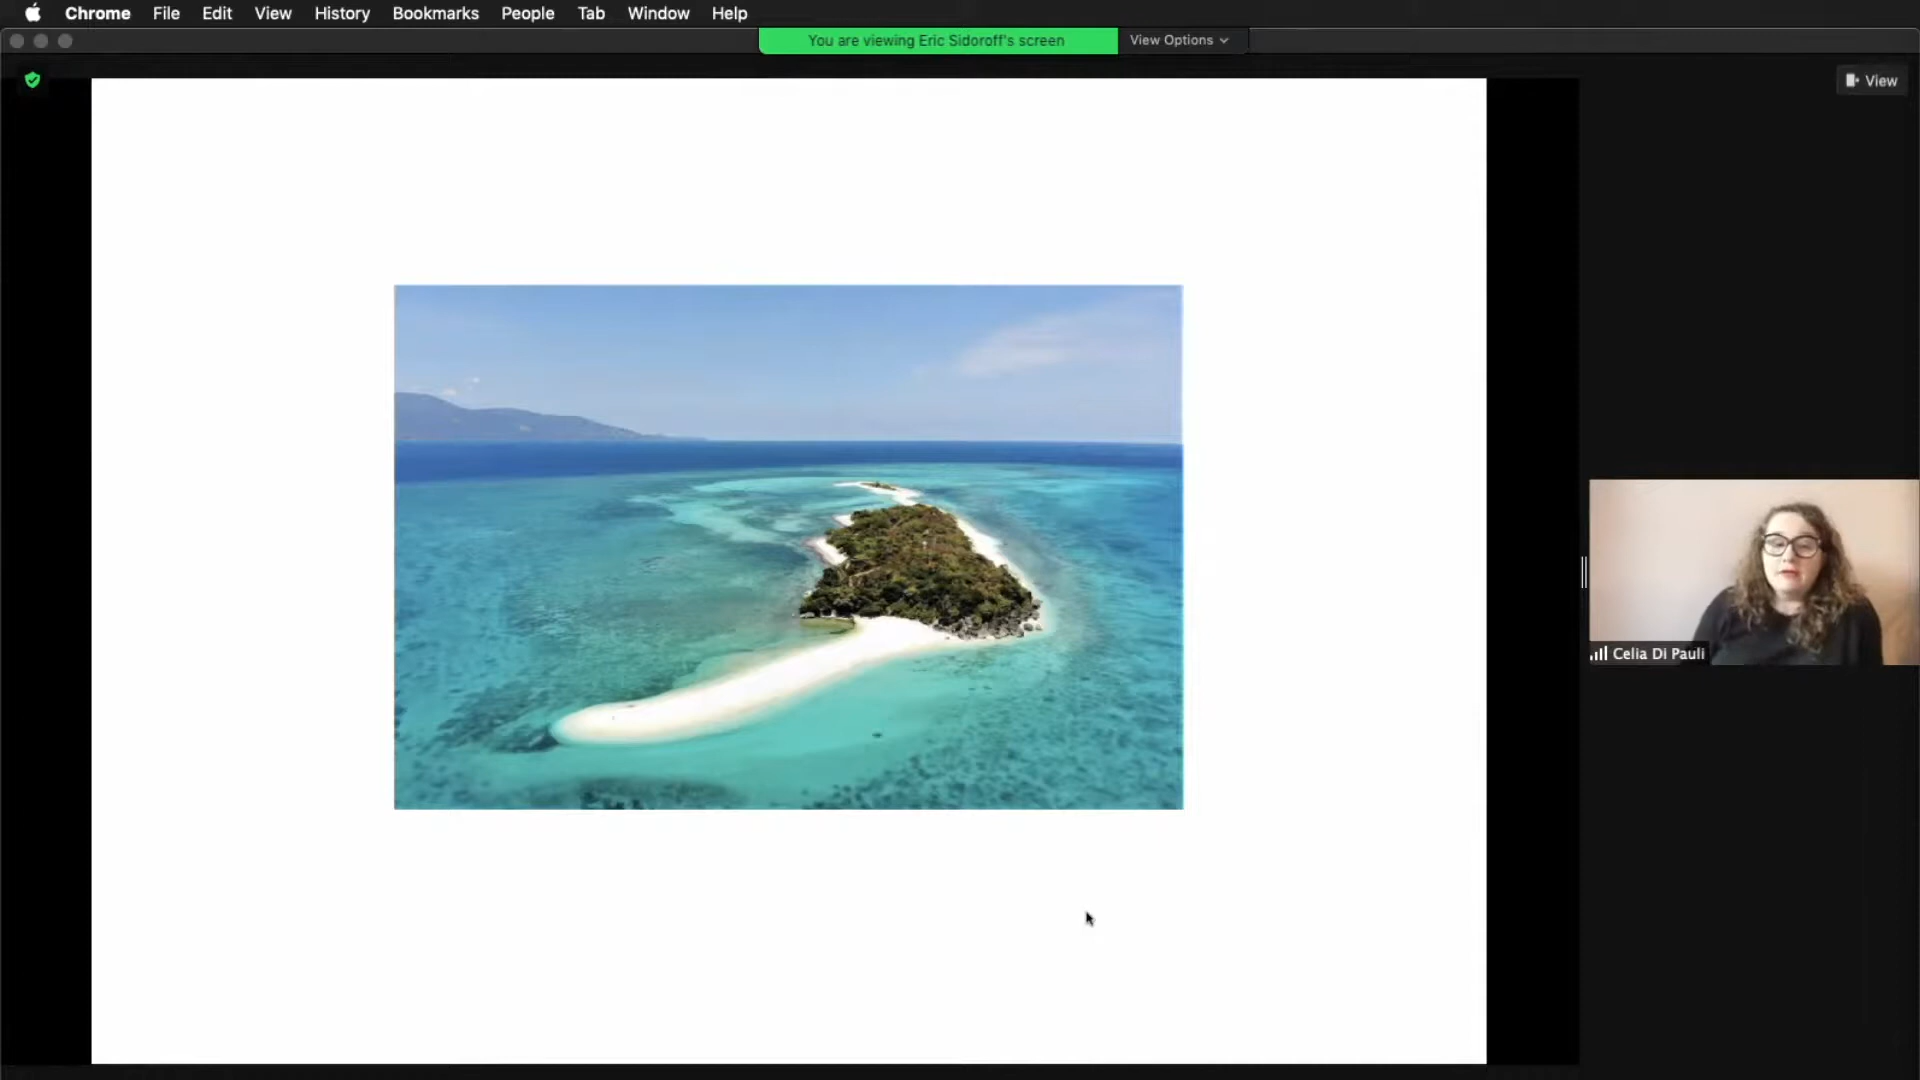 Chrome File Edit View History Bookmarks People Tab Window Help
You are viewing Eric Sidoroff's screen View Options
View
Celia Di Pauli